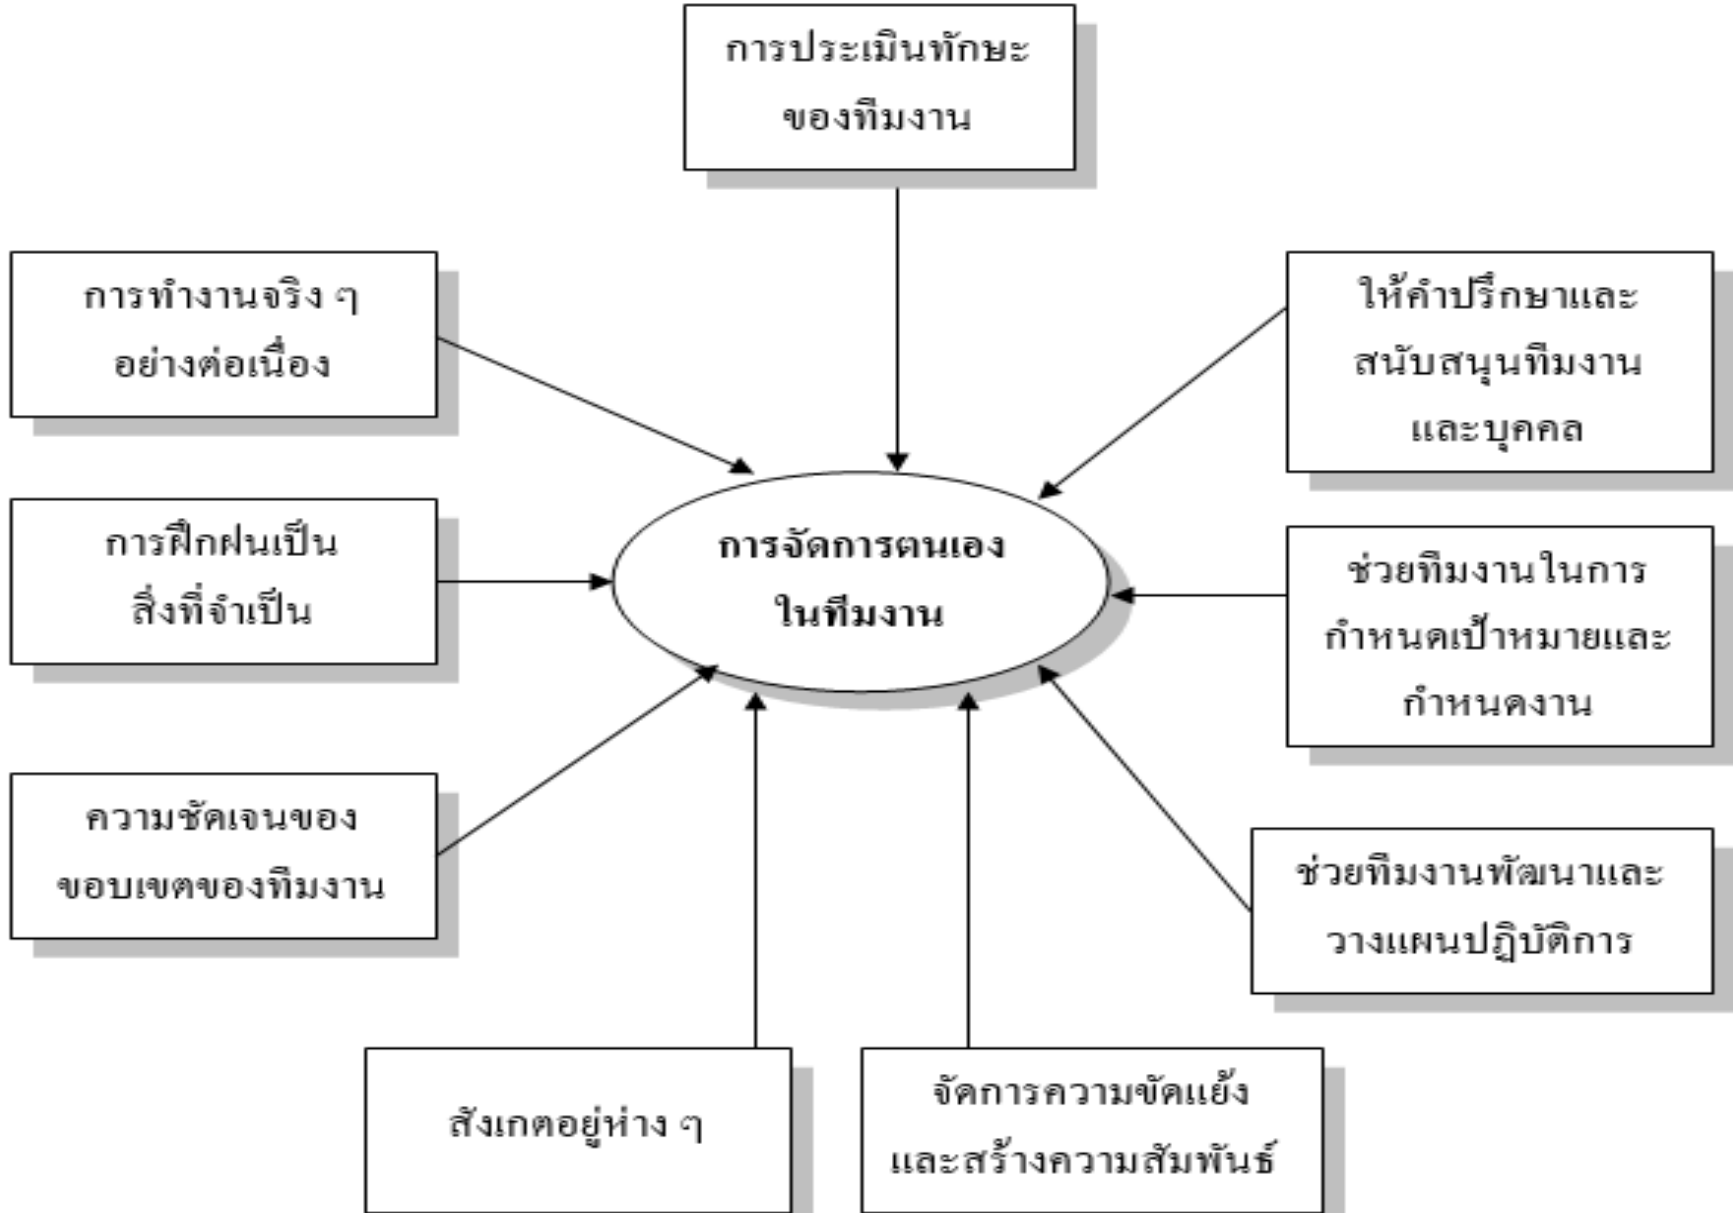 การประเมินทักษะ
ของทีมงาน
การทำงานจริง ๆ
อย่างต่อเนื่อง
ให้คำปรึกษาและ
สนับสนุนทีมงาน
และบุคคล
การฝึกฝนเป็น
สิ่งที่จำเป็น
การจัดการตนเอง
ในทีมงาน
ช่วยทีมงานในการ
กำหนดเป้าหมายและ
กำหนดงาน
ความชัดเจนของ
ขอบเขตของทีมงาน
ช่วยทีมงานพัฒนาและ
วางแผนปฏิบัติการ
สังเกตอยู่ห่าง ๆ
จัดการความขัดแย้ง
และสร้างความสัมพันธ์